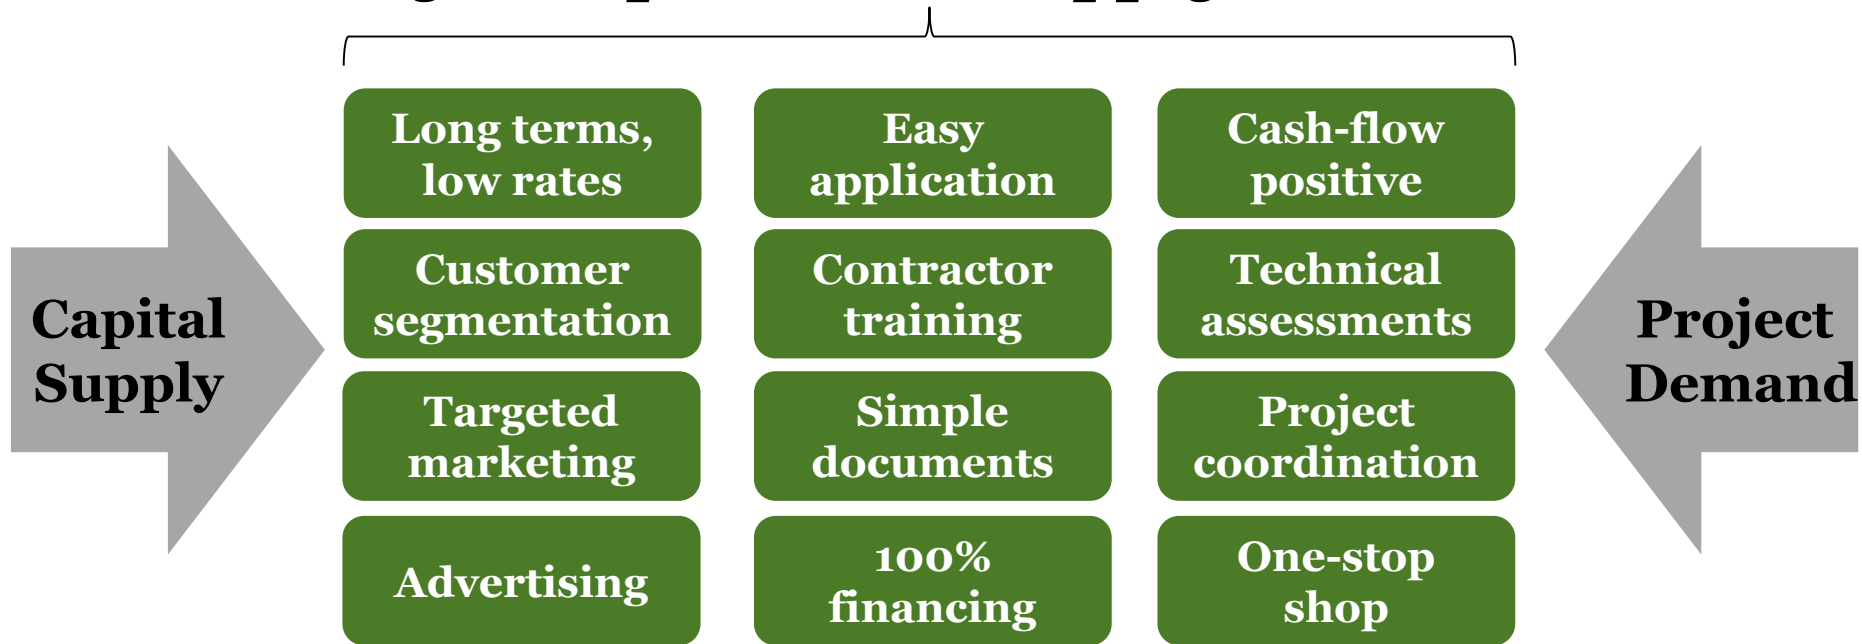 Long terms,
low rates
Easy
application
Cash-flow
positive
Customer
segmentation
Contractor
training
Technical
assessments
Capital
Supply
Project
Demand
Targeted
marketing
Simple
documents
Project
coordination
Advertising
100%
financing
One-stop
shop